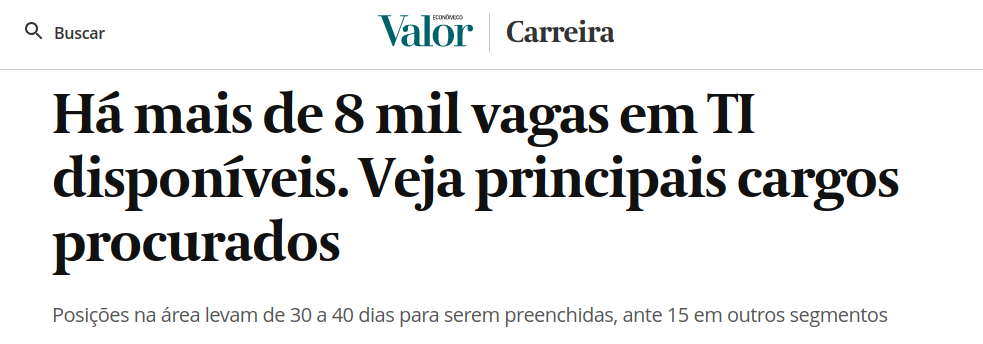 Buscar
Valor ECONÔMICO
Carreira
Há mais de 8 mil vagas em TI
disponíveis. Veja principais cargos
procurados
Posições na área levam de 30 a 40 dias para serem preenchidas, ante 15 em outros segmentos